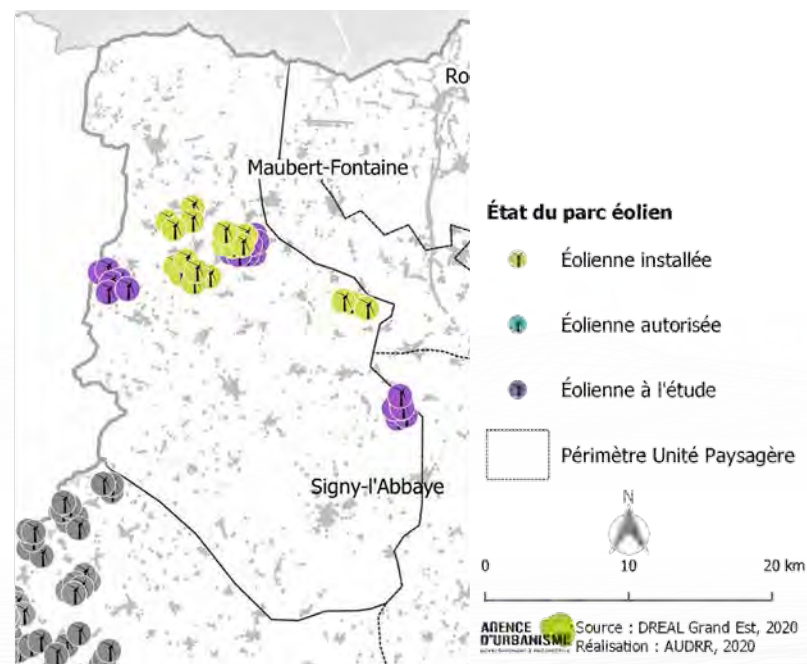 Ro
Maubert-Fontaine
Signy-l'Abbaye
État du parc éolien
Éolienne installée
Éolienne autorisée
Éolienne à l'étude
Périmètre Unité Paysagère
N
0 10 20 km
AGENCE
D'URBANISME
Source : DREAL Grand Est, 2020
Réalisation : AUDRR, 2020